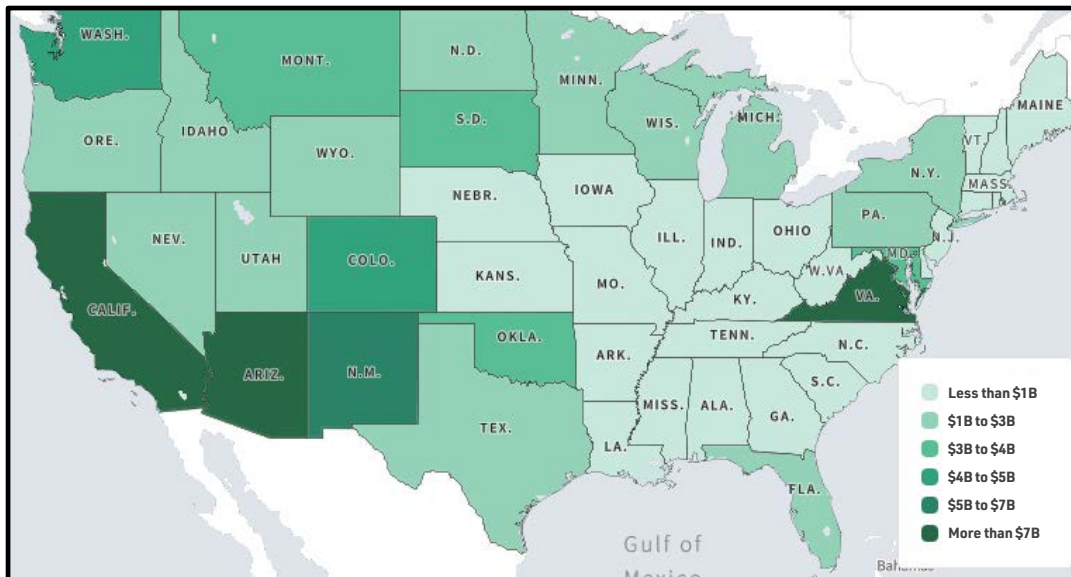 WASH.
MONT.
N.D.
MINN.
MAINE
ORE.
IDAHO
S.D.
WIS.
MICH.
VT.
WYO.
N.Y.
MASS.
NEBR.
IOWA
PA.
NEV.
UTAH
COLO.
ILL.
IND.
OHIO
N.J.
MD.
KANS.
MO.
W.VA
CALIF.
KY.
VA.
ARIZ.
N.M.
OKLA.
TENN.
N.C.
ARK.
S.C.
MISS.
ALA.
GA.
TEX.
LA.
FLA.
Less than $1B
$1B to $3B
$3B to $4B
$4B to $5B
$5B to $7B
More than $7B
Gulf of
Mexico
Bahamas